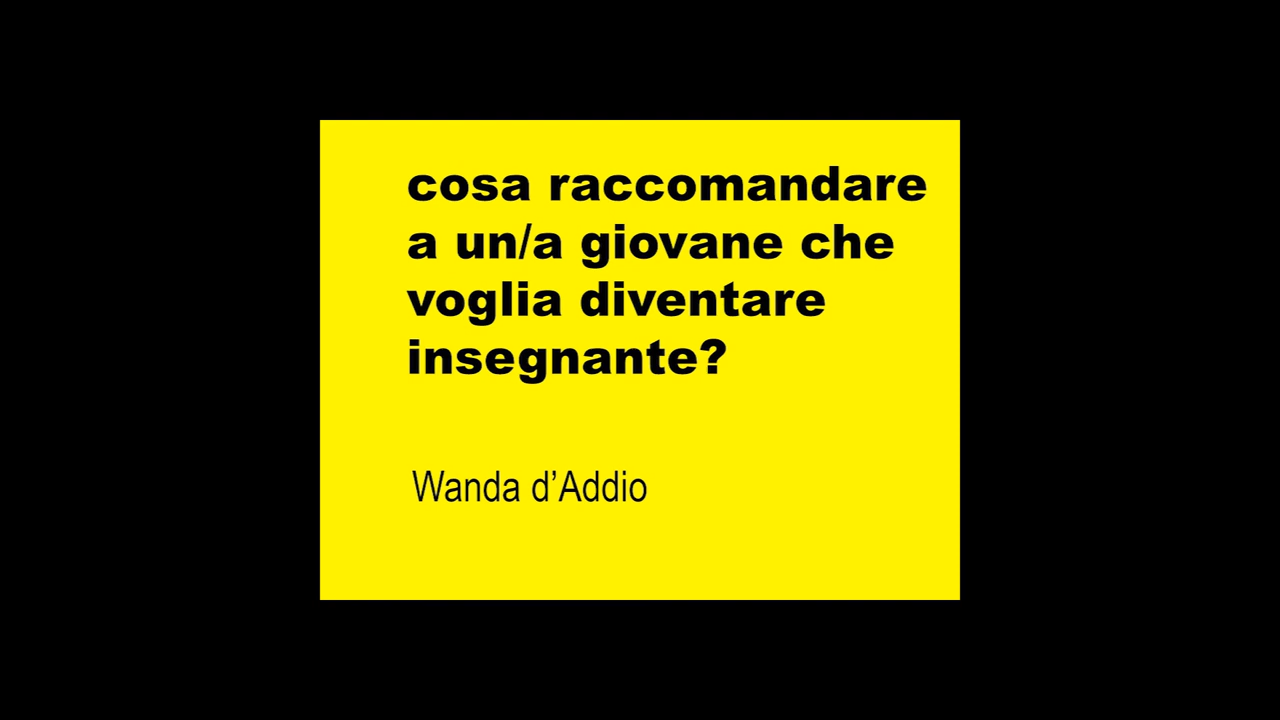 cosa raccomandare
a un/a giovane che
voglia diventare
insegnante?
Wanda d’Addio